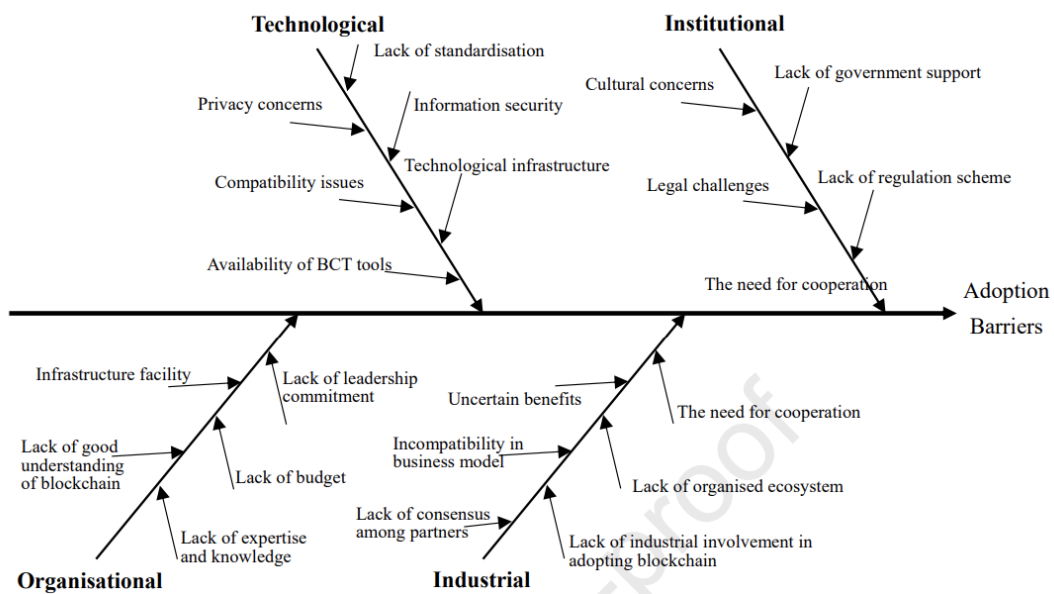 Technological
Institutional
Lack of standardisation
Lack of government support
Cultural concerns
Privacy concerns
Information security
Technological infrastructure
Compatibility issues
Legal challenges
Lack of regulation scheme
Availability of BCT tools
The need for cooperation
Adoption
Barriers
Infrastructure facility
Lack of leadership
commitment
Uncertain benefits
The need for cooperation
Lack of good
understanding
of blockchain
Lack of budget
Incompatibility in
business model
Lack of organised ecosystem
Lack of expertise
and knowledge
Lack of consensus
among partners
Lack of industrial involvement in
adopting blockchain
Organisational
Industrial